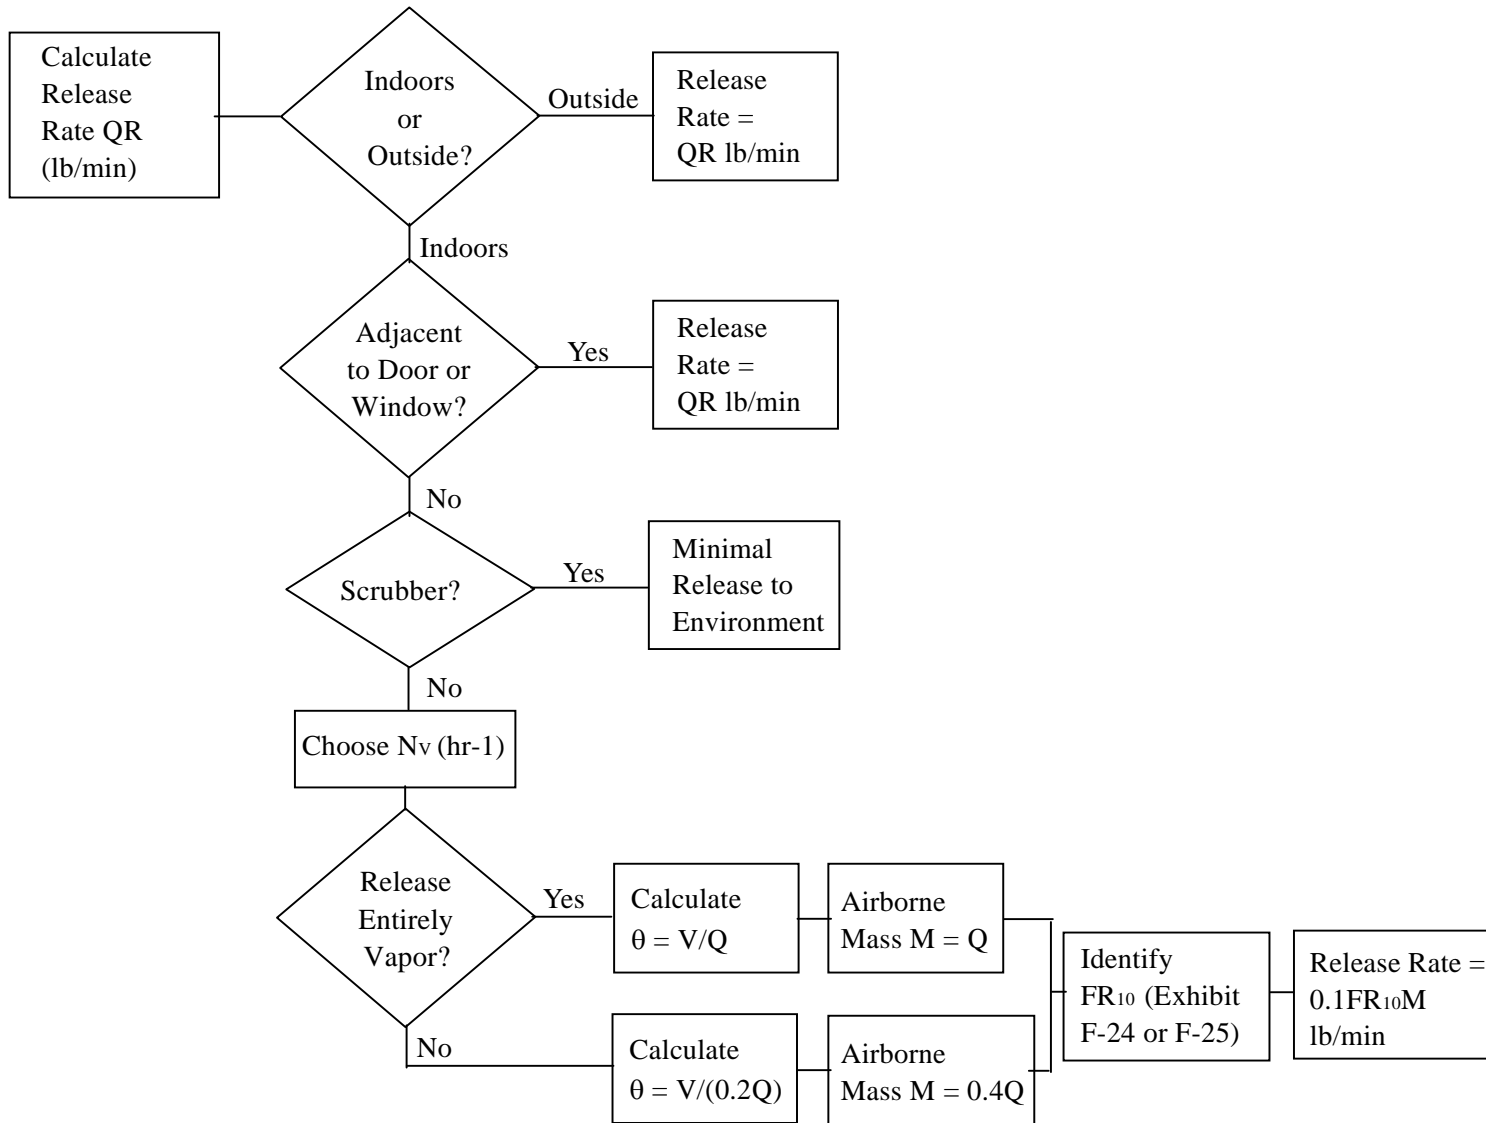 Calculate
Release
Rate QR
(lb/min)
Indoors
or
Outside?
Outside
Release
Rate =
QR lb/min
Indoors
Adjacent
to Door or
Window?
Yes
Release
Rate =
QR lb/min
No
Scrubber?
Yes
Minimal
Release to
Environment
No
Choose NV (hr-1)
Release
Entirely
Vapor?
Yes
Calculate
θ = V/Q
Airborne
Mass M = Q
No
Calculate
θ = V/(0.2Q)
Airborne
Mass M = 0.4Q
Identify
FR10 (Exhibit
F-24 or F-25)
Release Rate =
0.1FR10M
lb/min